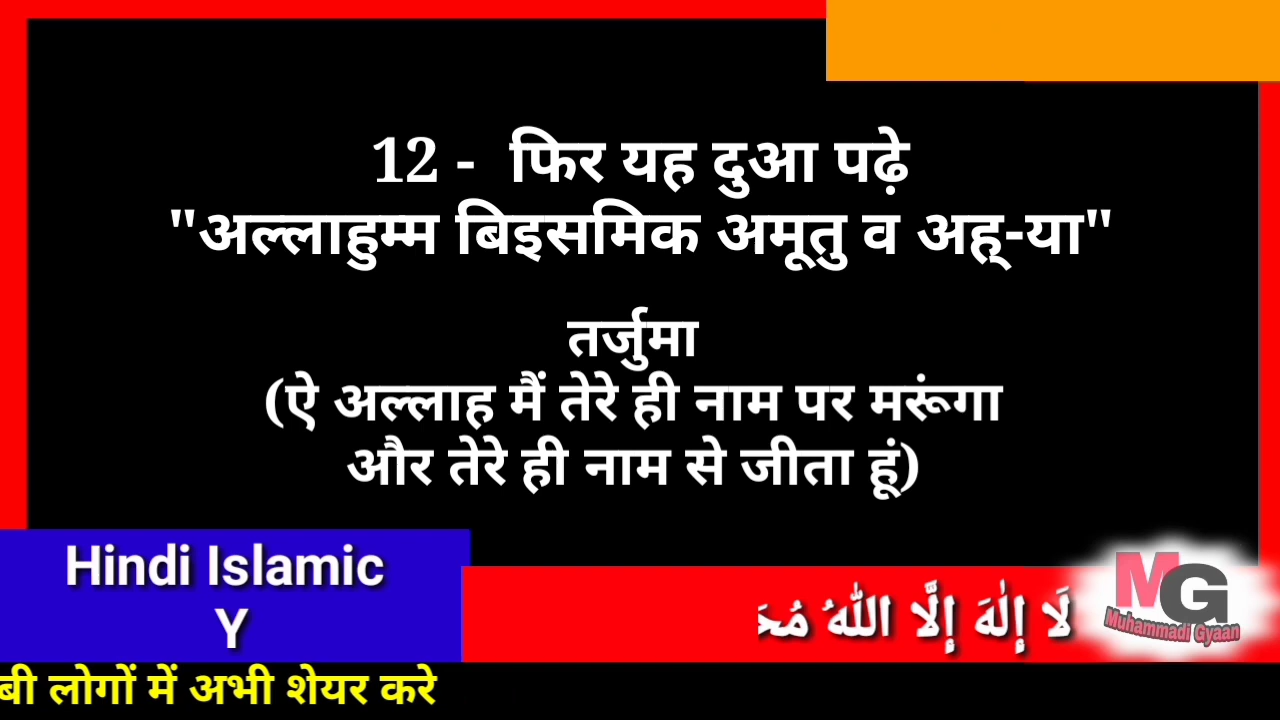 12 - फिर यह दुआ पढ़े
"अल्लाहुम्म बिइसमिक अमूतु व अह्-या"
तर्जुमा
(ऐ अल्लाह मैं तेरे ही नाम पर मरूंगा
और तेरे ही नाम से जीता हूं)
Hindi Islamic
Y
لَا إِلٰهَ إِلَّا اللهُ
MG
Muhammadi Gyaan
लोगों में अभी शेयर करे